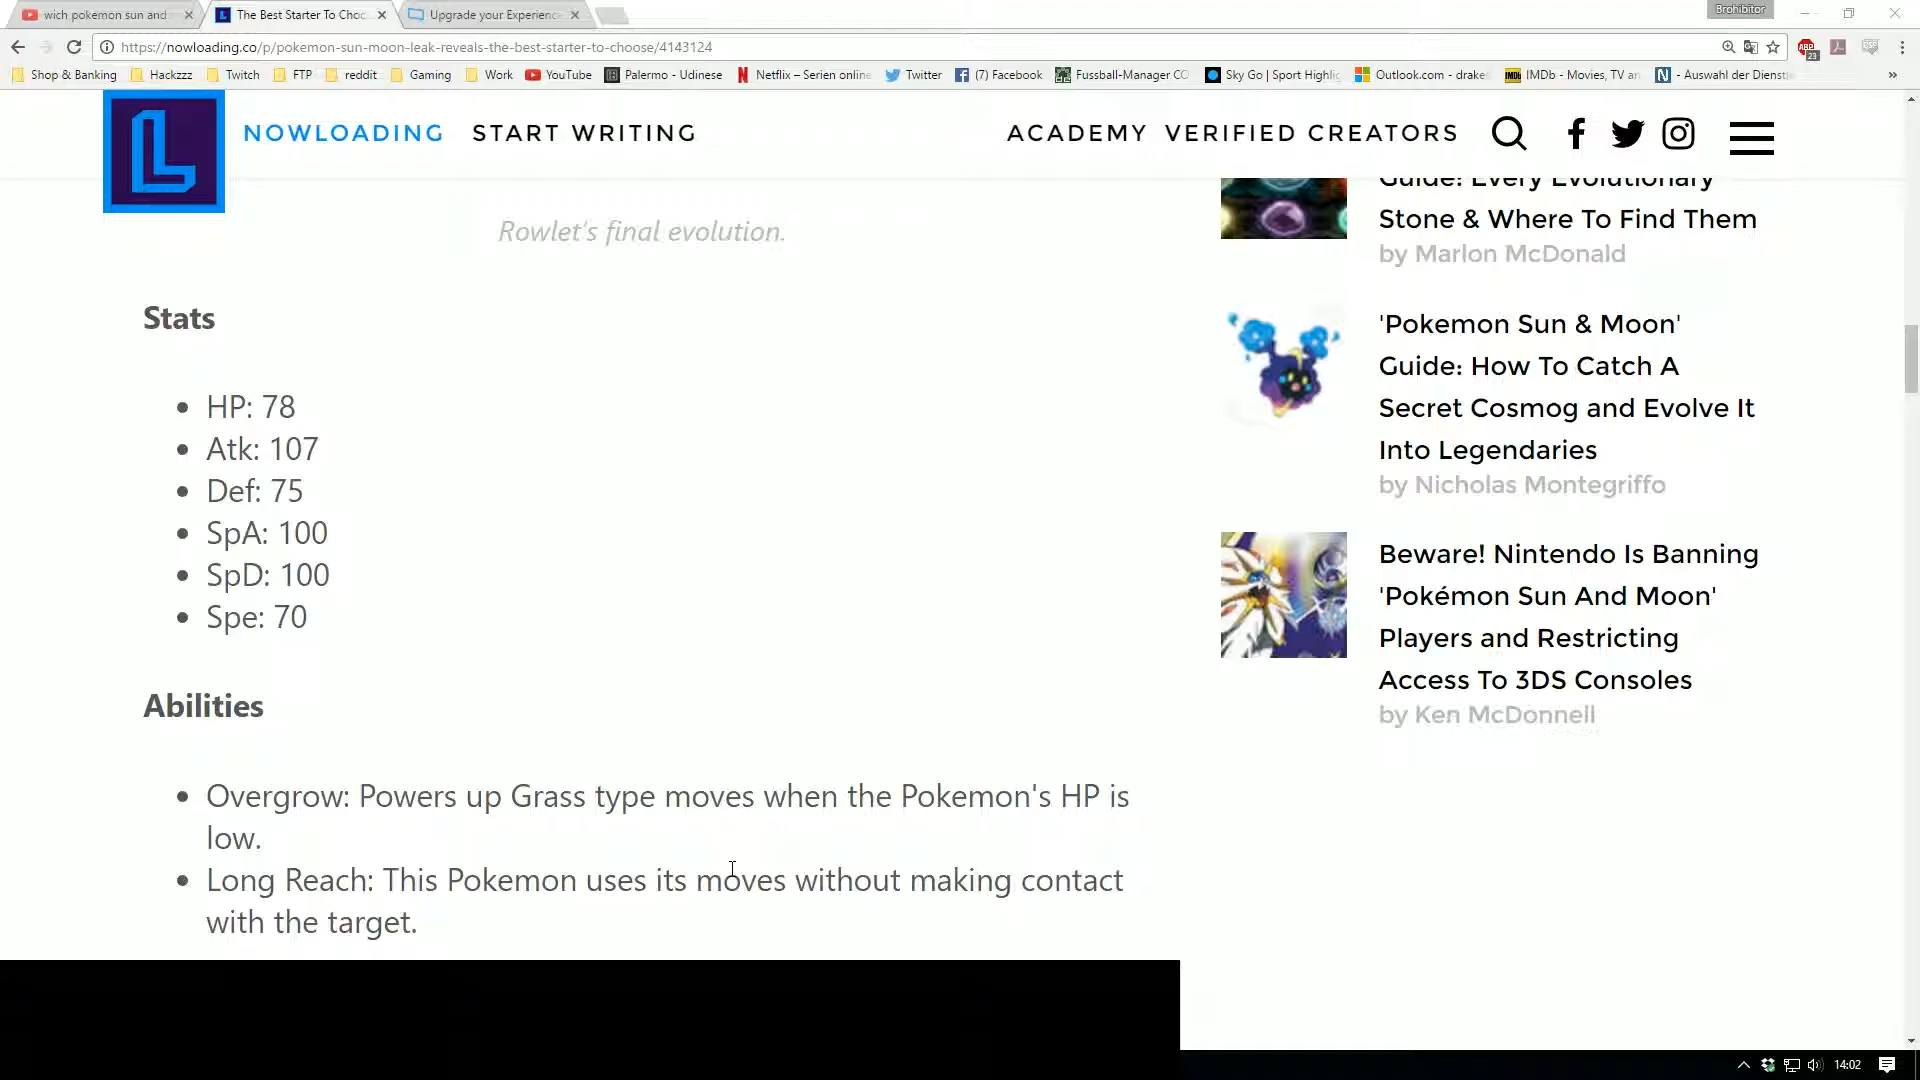 wich pokemon sun and
The Best Starter To Choo
Upgrade your Experienc
Brohibitor
https://nowloading.co/p/pokemon-sun-moon-leak-reveals-the-best-starter-to-choose/4143124
23
Shop & Banking
Hackzzz
Twitch
FTP
reddit
Gaming
Work
YouTube
Palermo - Udinese
Netflix – Serien online
Twitter
(7) Facebook
Fussball-Manager CO
Sky Go | Sport Highlig
Outlook.com - drake
IMDb - Movies, TV an
- Auswahl der Dienst
»
NOWLOADING
START WRITING
ACADEMY
VERIFIED CREATORS
Rowlet's final evolution.
Stats
HP: 78
Atk: 107
Def: 75
SpA: 100
SpD: 100
Spe: 70
Abilities
Overgrow: Powers up Grass type moves when the Pokemon's HP is
low.
Long Reach: This Pokemon uses its moves without making contact
with the target.
Guide: Every Evolutionary
Stone & Where To Find Them
by Marlon McDonald
'Pokemon Sun & Moon'
Guide: How To Catch A
Secret Cosmog and Evolve It
Into Legendaries
by Nicholas Montegriffo
Beware! Nintendo Is Banning
'Pokémon Sun And Moon'
Players and Restricting
Access To 3DS Consoles
by Ken McDonnell
14:02